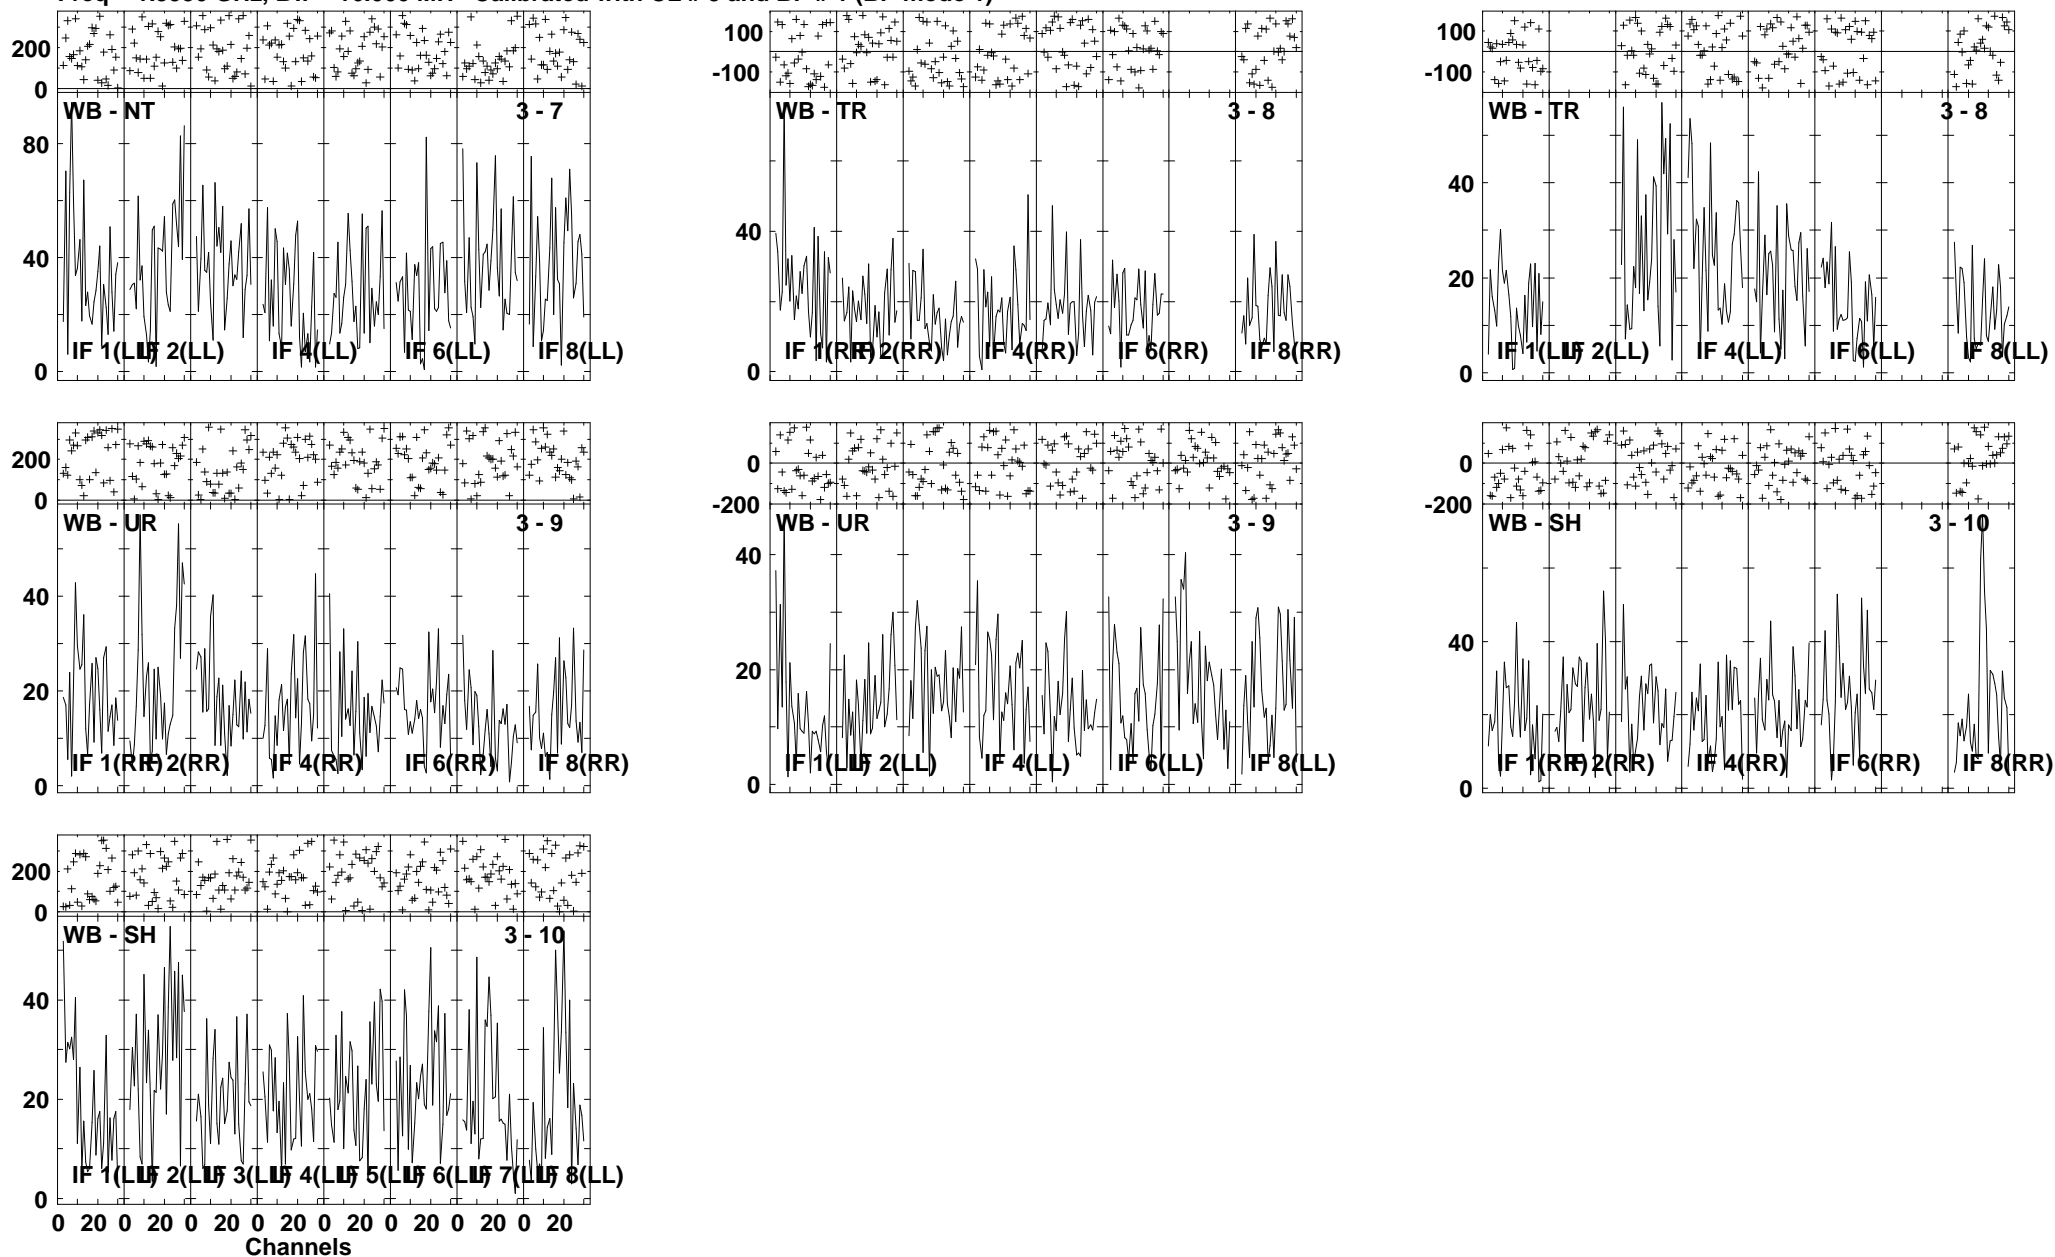 200
0
WB - NT
3 - 7
80
40
0
IF 1(LL) IF 2(LL) IF 4(LL) IF 6(LL) IF 8(LL)
100
-100
WB - TR
3 - 8
40
0
IF 1(RR) IF 2(RR) IF 4(RR) IF 6(RR) IF 8(RR)
100
-100
WB - TR
3 - 8
40
20
0
IF 1(LL) IF 2(LL) IF 4(LL) IF 6(LL) IF 8(LL)
200
0
WB - UR
3 - 9
40
20
0
IF 1(RR) IF 2(RR) IF 4(RR) IF 6(RR) IF 8(RR)
0
-200
WB - UR
3 - 9
40
20
0
IF 1(LL) IF 2(LL) IF 4(LL) IF 6(LL) IF 8(LL)
0
-200
WB - SH
3 - 10
40
0
IF 1(RR) IF 2(RR) IF 4(RR) IF 6(RR) IF 8(RR)
200
0
WB - SH
3 - 10
40
20
0
IF 1(LL) IF 2(LL) IF 3(LL) IF 4(LL) IF 5(LL) IF 6(LL) IF 7(LL) IF 8(LL)
0 20 0 20 0 20 0 20 0 20 0 20 0 20 0 20
Channels